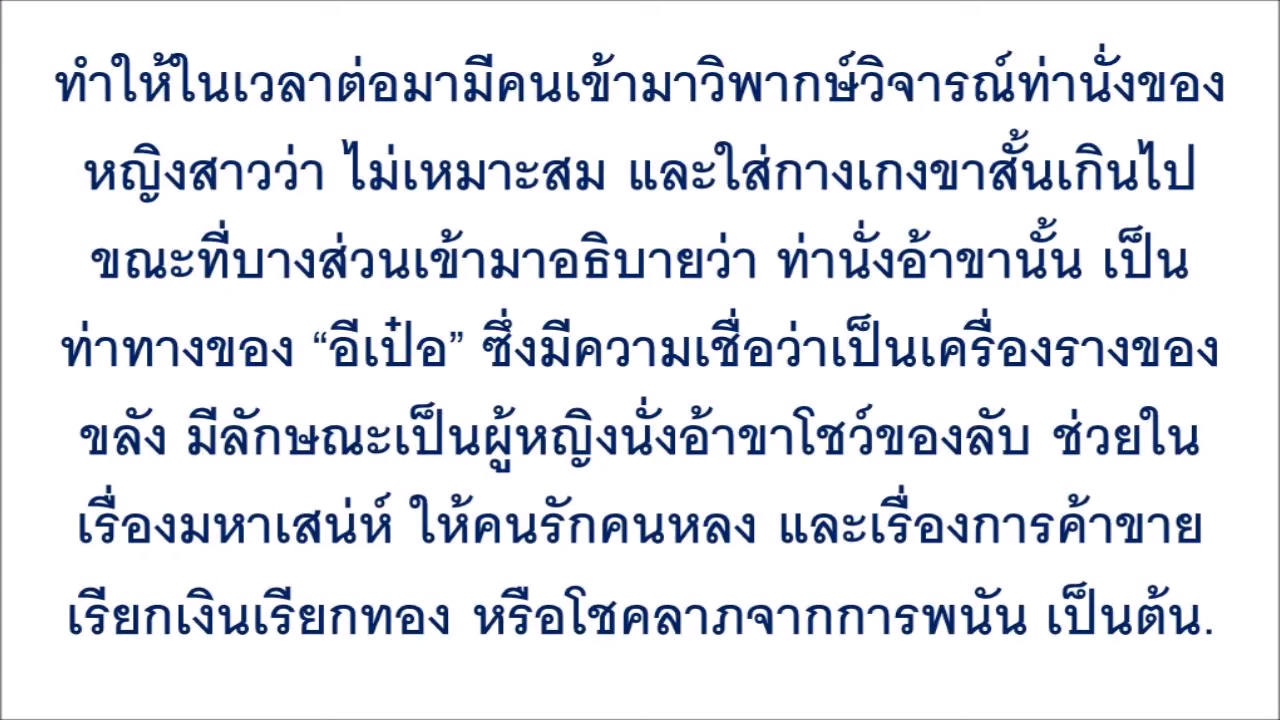 ทำให้ในเวลาต่อมามีคนเข้ามาวิพากษ์วิจารณ์ท่านั่งของ
หญิงสาวว่า ไม่เหมาะสม และใส่กางเกงขาสั้นเกินไป
ขณะที่บางส่วนเข้ามาอธิบายว่า ท่านั่งอ้าขานั้น เป็น
ท่าทางของ “อีเป๋อ” ซึ่งมีความเชื่อว่าเป็นเครื่องรางของ
ขลัง มีลักษณะเป็นผู้หญิงนั่งอ้าขาโชว์ของลับ ช่วยใน
เรื่องมหาเสน่ห์ ให้คนรักคนหลง และเรื่องการค้าขาย
เรียกเงินเรียกทอง หรือโชคลาภจากการพนัน เป็นต้น.